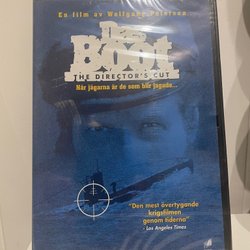 En film av Wolfgang Petersen
Das
Boot
THE DIRECTOR'S CUT
När jägarna är de som blir jagade...
"Den mest övertygande
krigsfilmen
genom tiderna"
- Los Angeles Times